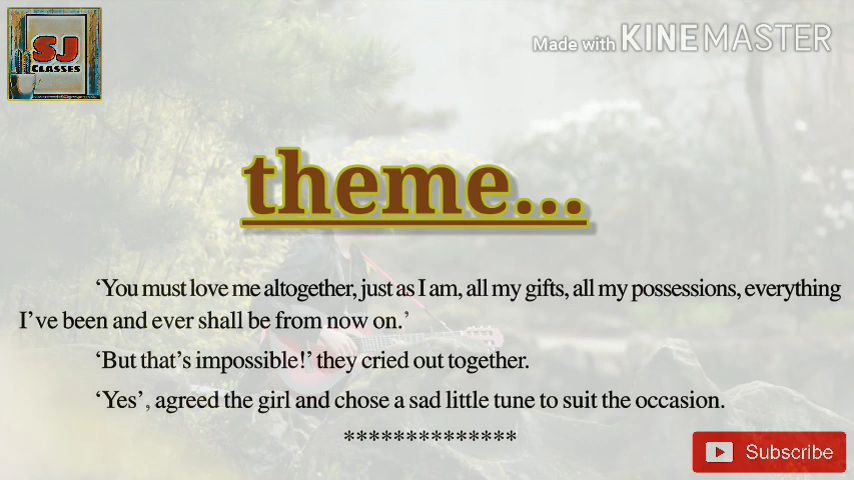 SJ
CLASSES
Made with KINEMASTER
theme...
‘You must love me altogether, just as I am, all my gifts, all my possessions, everything
I’ve been and ever shall be from now on.’
‘But that’s impossible!’ they cried out together.
‘Yes’, agreed the girl and chose a sad little tune to suit the occasion.
**************
Subscribe